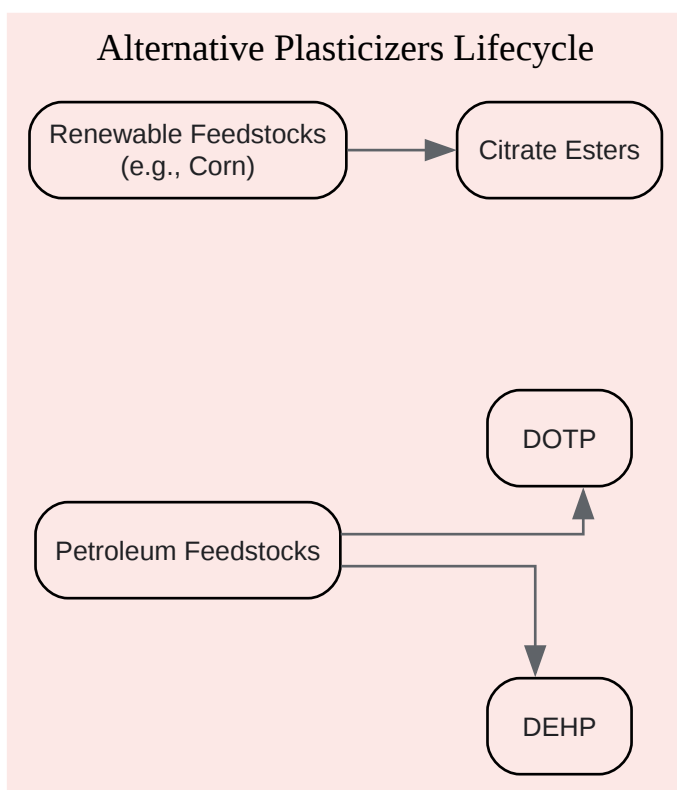 Alternative Plasticizers Lifecycle
Renewable Feedstocks
(e.g., Corn)
Citrate Esters
DOTP
Petroleum Feedstocks
DEHP